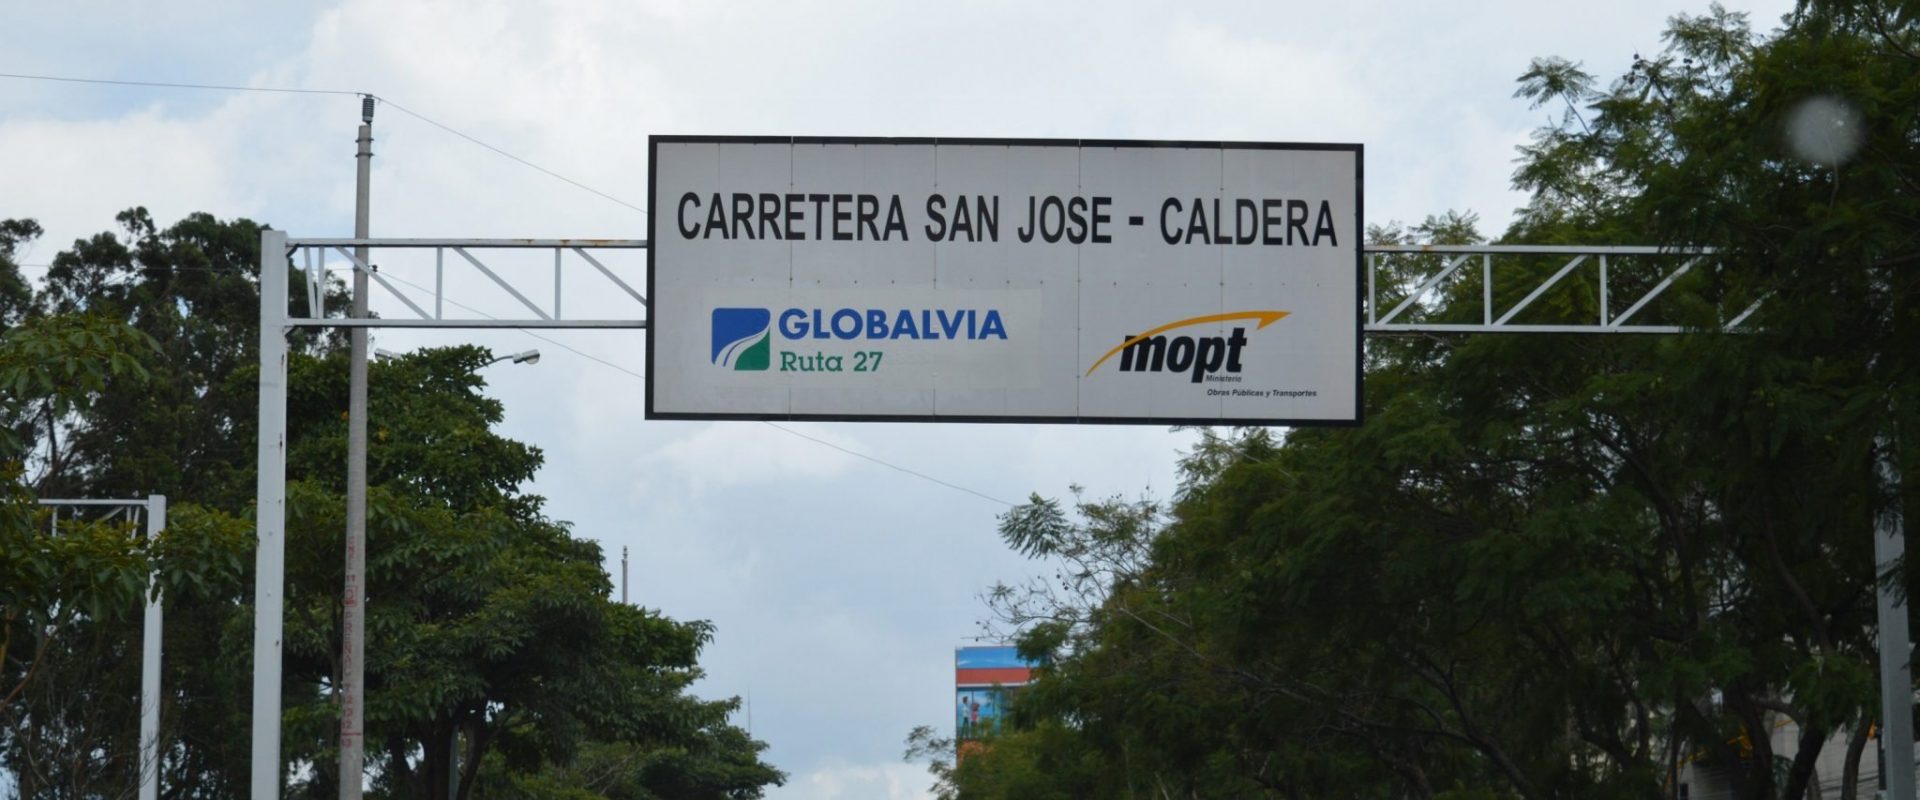 CARRETERA SAN JOSE - CALDERA
GLOBALVIA
Ruta 27
mopt
Ministerio
Obras Públicas y Transportes